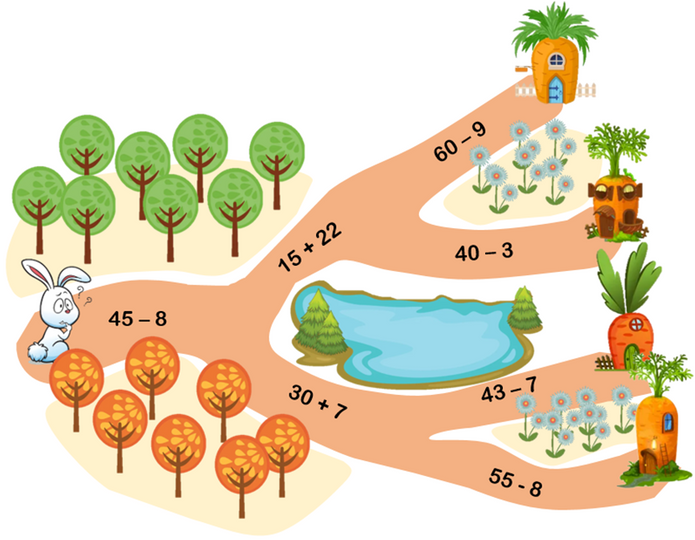 60 – 9
15 + 22
40 – 3
45 – 8
30 + 7
43 – 7
55 - 8
? ?